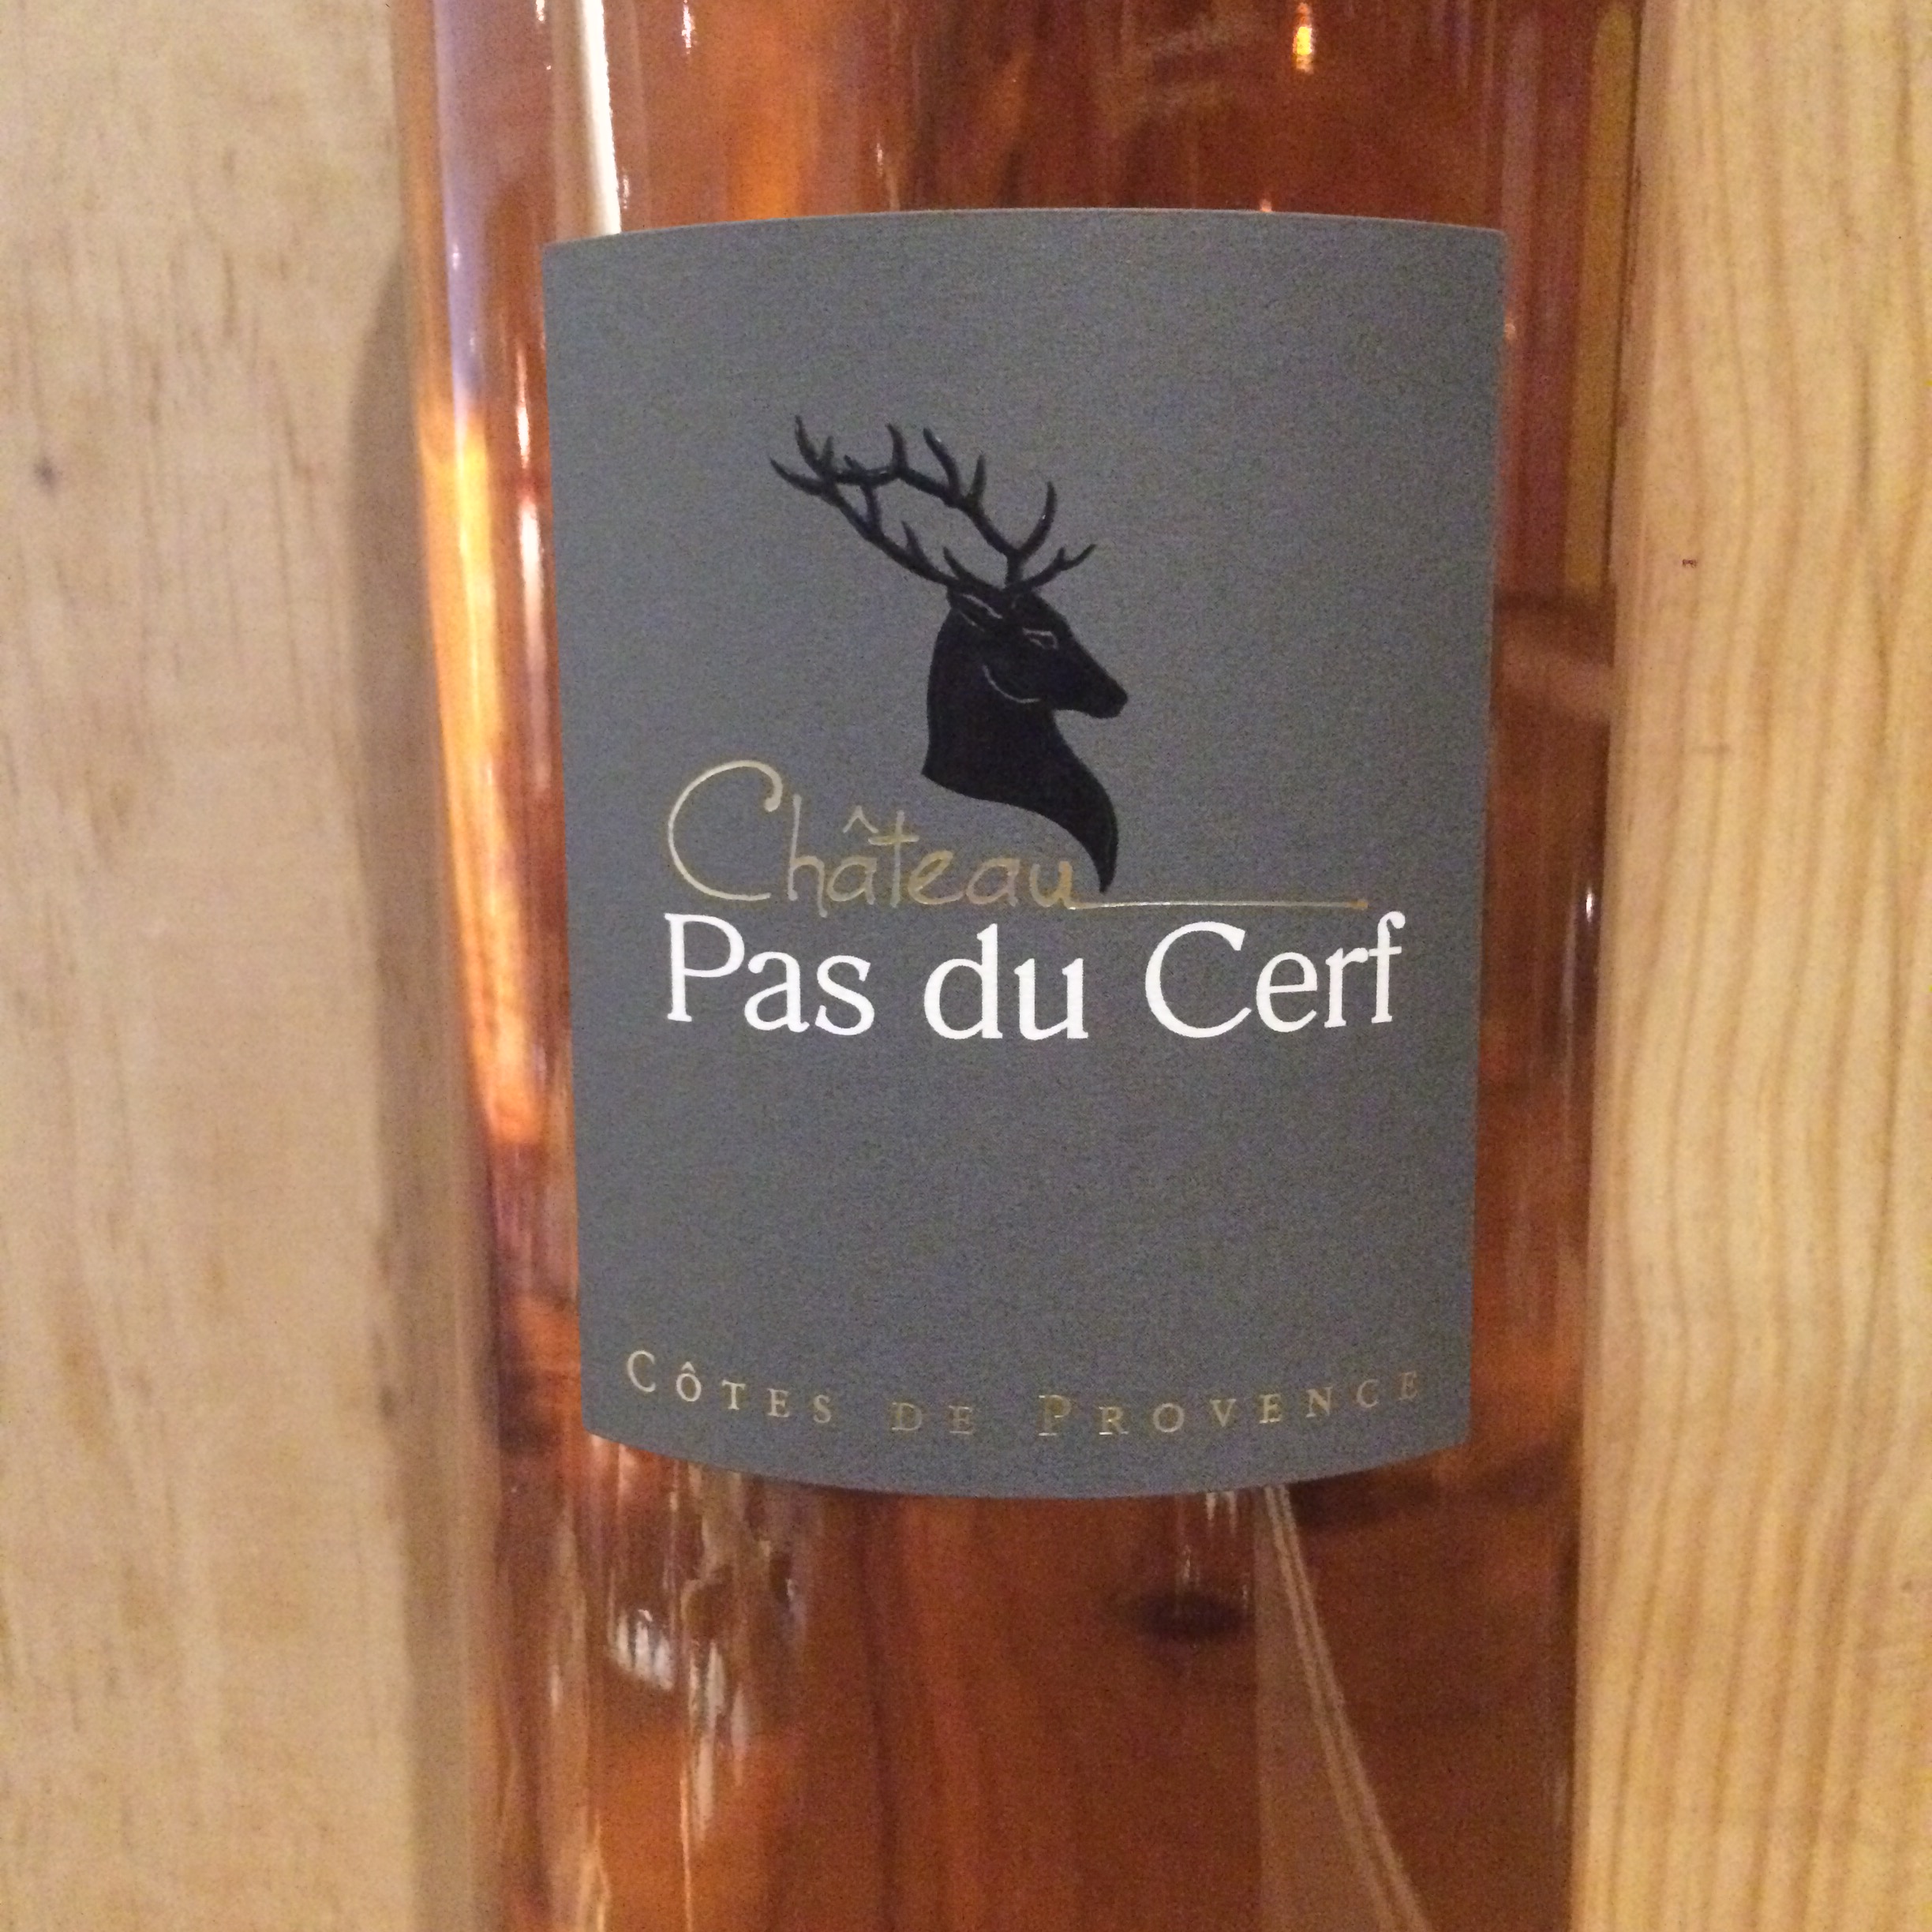 Château
Pas du Cerf
CÔTES DE PROVENCE